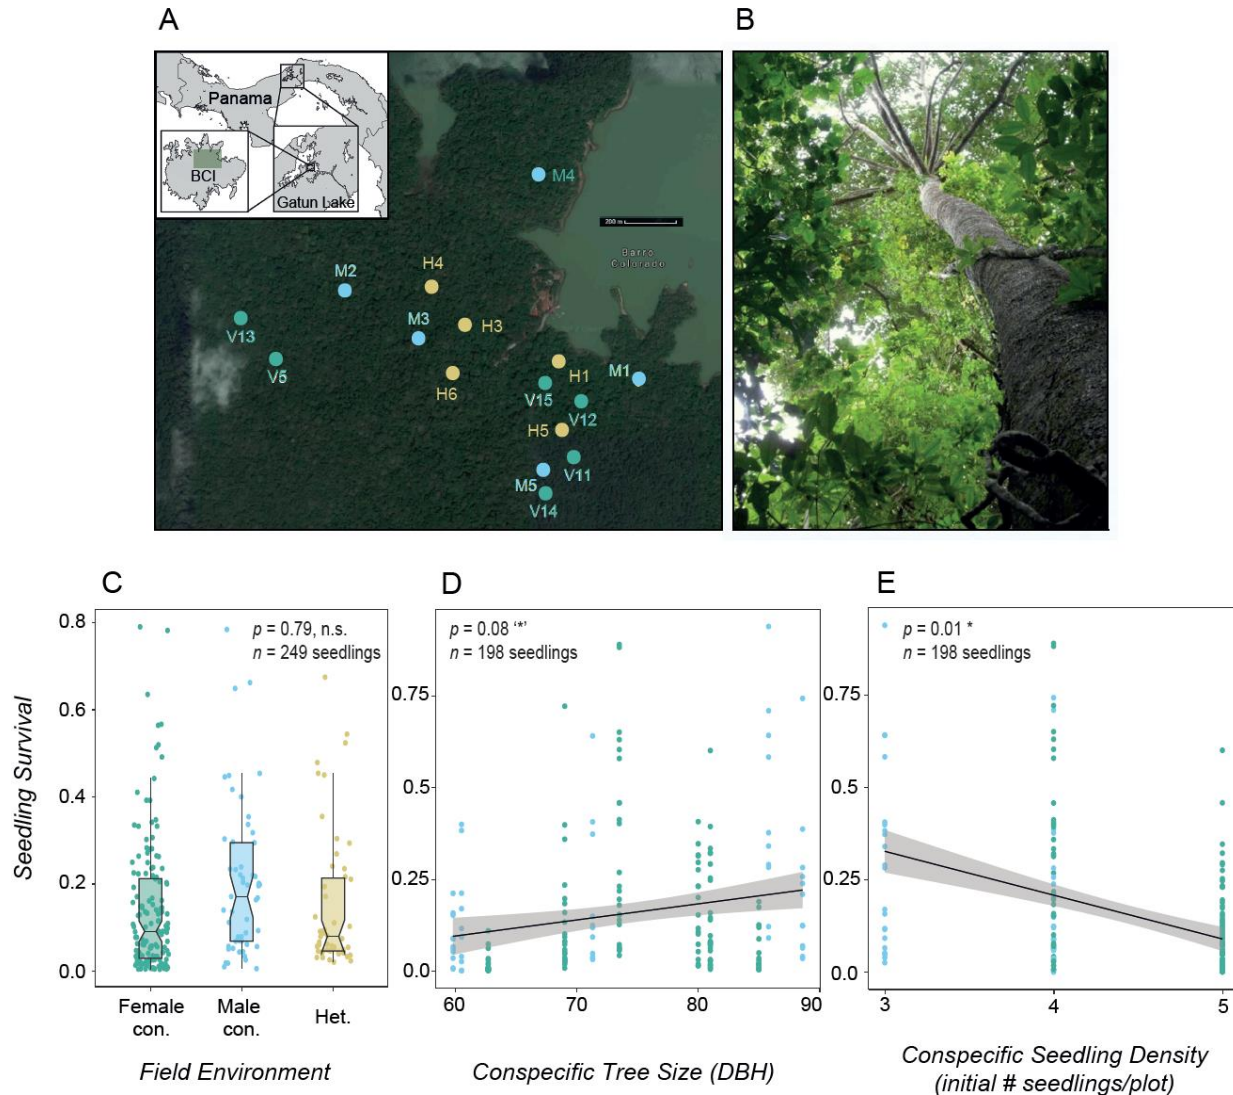 A
B
Panama
BCI
Gatun Lake
M4
200 m
Barro
Colorado
M2
H4
M3
H3
V13
V5
H6
H1
M1
V15
V12
H5
V11
M5
V14
C
D
E
Seedling Survival
0.8
0.6
0.4
0.2
0.0
p = 0.79, n.s.
n = 249 seedlings
Female
con.
Male
con.
Het.
Field Environment
p = 0.08 ‘*’
n = 198 seedlings
0.75
0.5
0.25
0
60
70
80
90
Conspecific Tree Size (DBH)
p = 0.01 *
n = 198 seedlings
0.75
0.5
0.25
0
3
4
5
Conspecific Seedling Density
(initial # seedlings/plot)